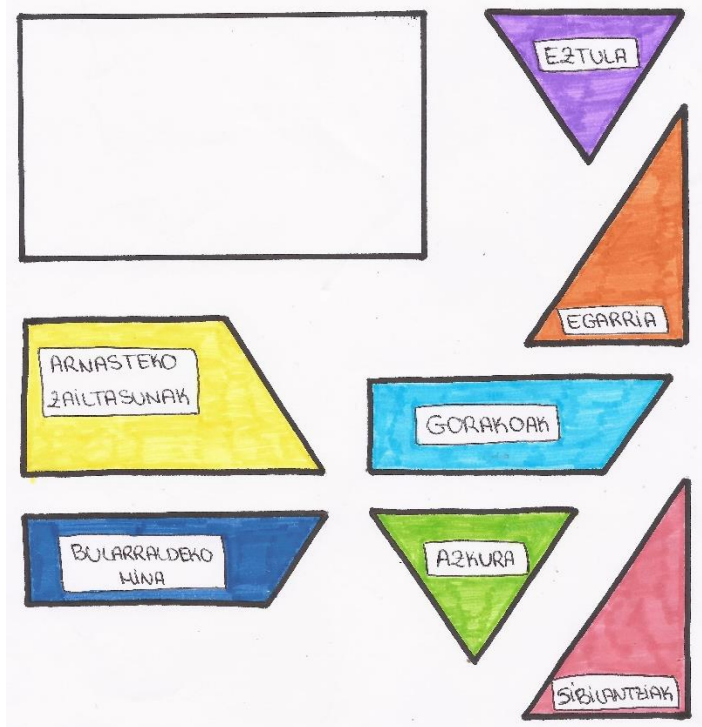 EZTULA
EGARRIA
ARNASTEKO
ZAILTASUNAK
GORAKOAK
BULARRALDEKO
MINA
AZKURA
SIBILANTZIAK